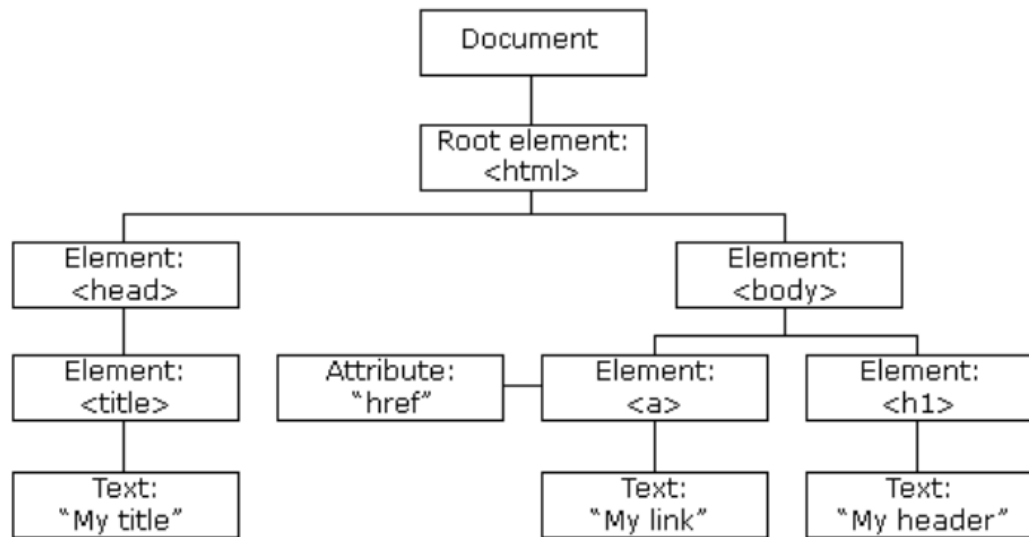 Document
Root element:
<html>
Element:
<head>
Element:
<body>
Element:
<title>
Attribute:
“href”
Element:
<a>
Element:
<h1>
Text:
“My title”
Text:
“My link”
Text:
“My header”